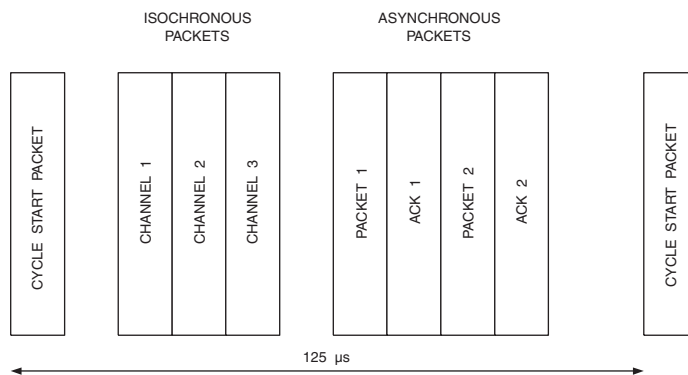 ISOCHRONOUS
PACKETS
ASYNCHRONOUS
PACKETS
CYCLE START PACKET
CHANNEL 1
CHANNEL 2
CHANNEL 3
PACKET 1
ACK 1
PACKET 2
ACK 2
CYCLE START PACKET
125 µs